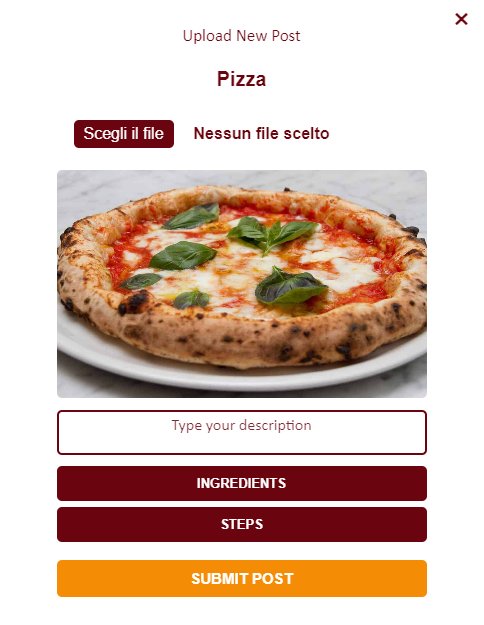 ×
Upload New Post
Pizza
Scegli il file Nessun file scelto
Type your description
INGREDIENTS
STEPS
SUBMIT POST